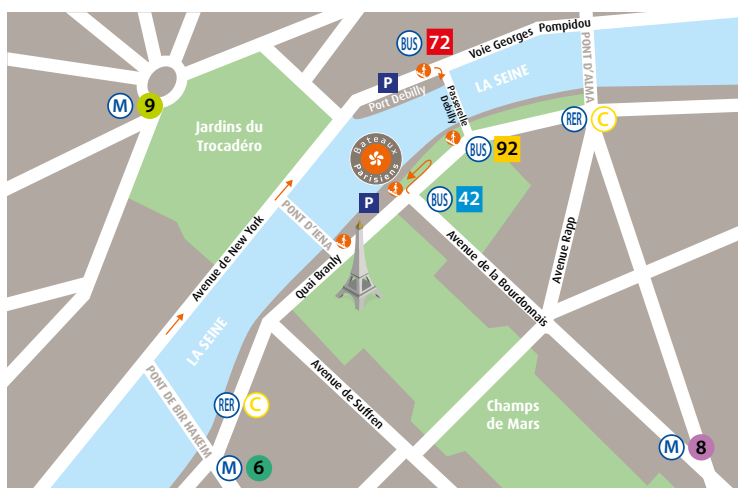 BUS 72
Voie Georges Pompidou
PONT D'ALMA
LA SEINE
P
Port Debilly
Passerelle
Debilly
M 9
Jardins du
Trocadéro
RER C
Bateaux
Parisiens
BUS 92
P
BUS 42
PONT D'IENA
Avenue de New York
Quai Branly
Avenue de la Bourdonnais
Avenue Rapp
LA SEINE
PONT DE BIR HAKEIM
Avenue de Suffren
RER C
Champs
de Mars
M 6
M 8